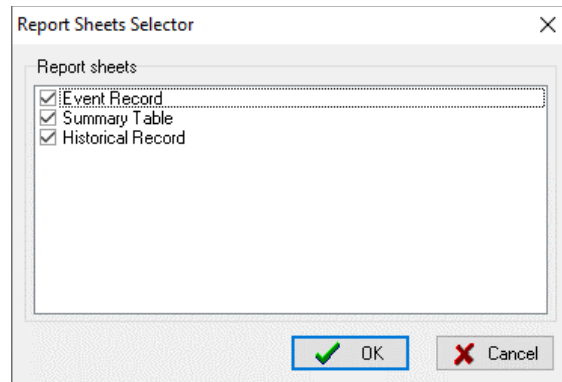 Report Sheets Selector
Report sheets
Event Record
Summary Table
Historical Record
OK
Cancel